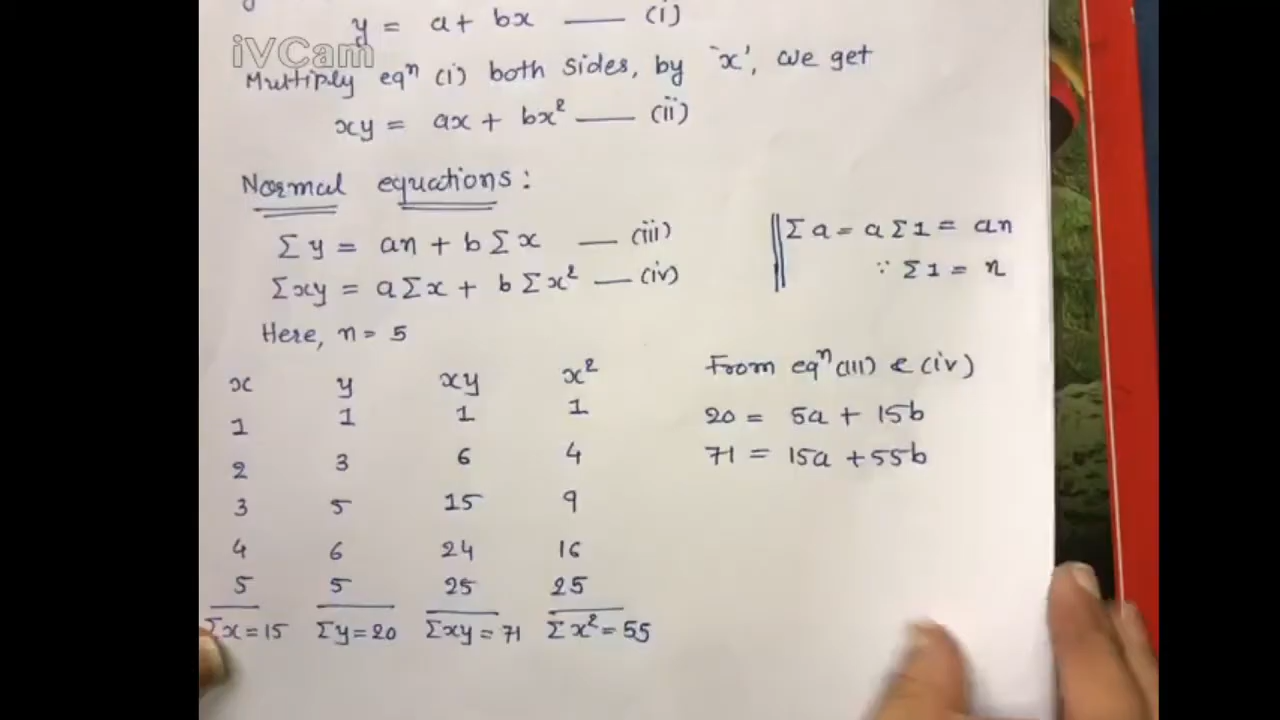 y = a + bx —— (i)
iVCam
Multiply eqⁿ (i) both sides, by 'x', we get
xy = ax + bx² —— (ii)
Normal equations:
Σy = an + bΣx —— (iii)
Σxy = aΣx + bΣx² —— (iv)
Σa = aΣ1 = an
∵ Σ1 = n
Here, n = 5
x y xy x²
1 1 1 1
2 3 6 4
3 5 15 9
4 6 24 16
5 5 25 25
Σx = 15 Σy = 20 Σxy = 71 Σx² = 55
From eqⁿ (iii) & (iv)
20 = 5a + 15b
71 = 15a + 55b